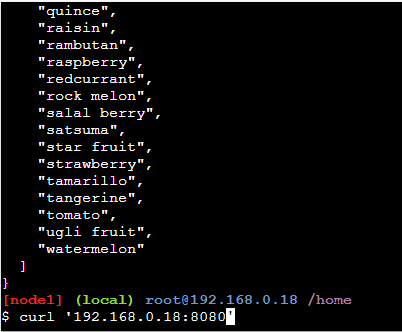 "quince",
"raisin",
"rambutan",
"raspberry",
"redcurrant",
"rock melon",
"salal berry",
"satsuma",
"star fruit",
"strawberry",
"tamarillo",
"tangerine",
"tomato",
"ugli fruit",
"watermelon"
]
}
[node1] (local) root@192.168.0.18 /home
$ curl '192.168.0.18:8080'